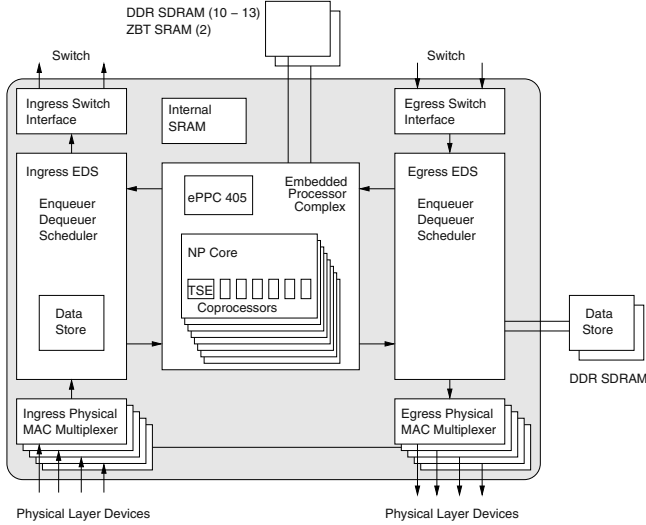 DDR SDRAM (10 – 13)
ZBT SRAM (2)
Switch
Switch
Ingress Switch
Interface
Internal
SRAM
Egress Switch
Interface
Ingress EDS
Enqueuer
Dequeuer
Scheduler
Data
Store
ePPC 405
Embedded
Processor
Complex
NP Core
TSE
Coprocessors
Egress EDS
Enqueuer
Dequeuer
Scheduler
Data
Store
DDR SDRAM
Ingress Physical
MAC Multiplexer
Egress Physical
MAC Multiplexer
Physical Layer Devices
Physical Layer Devices